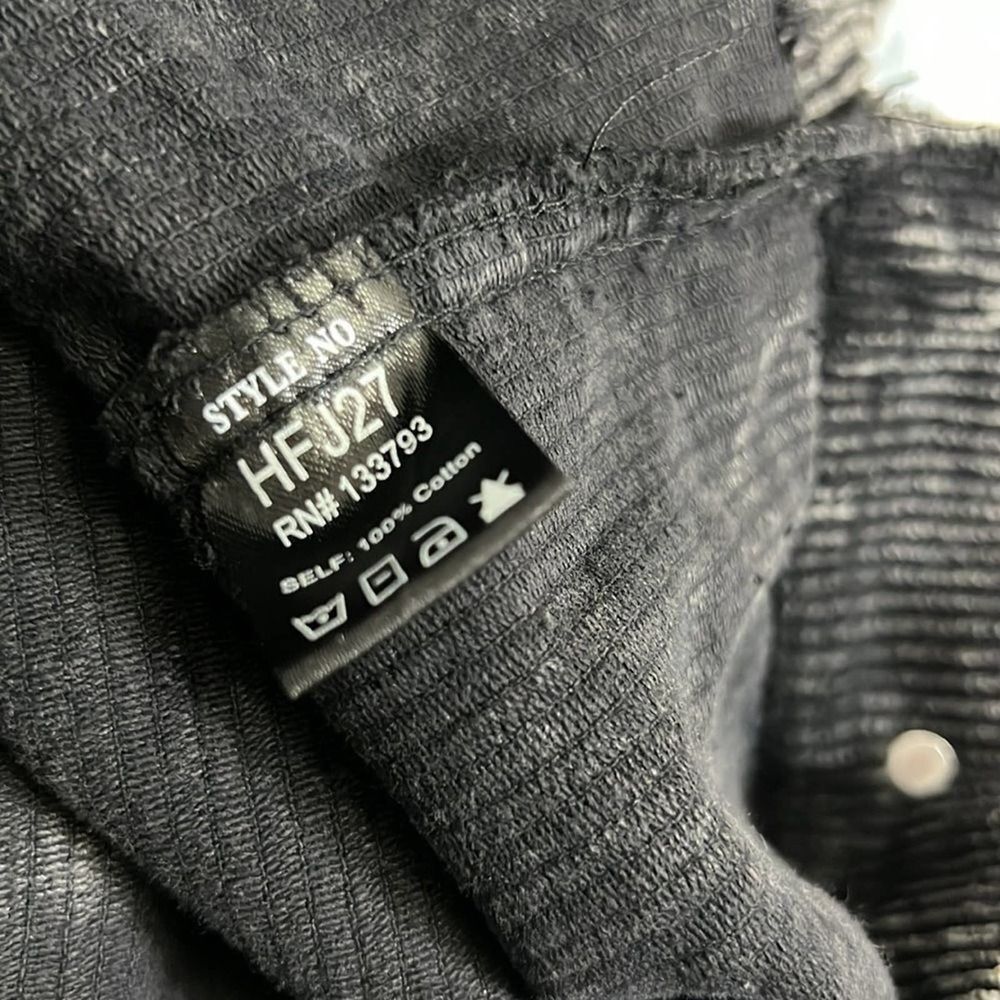 STYLE NO
HFJ27
RN# 133793
SELF: 100% Cotton